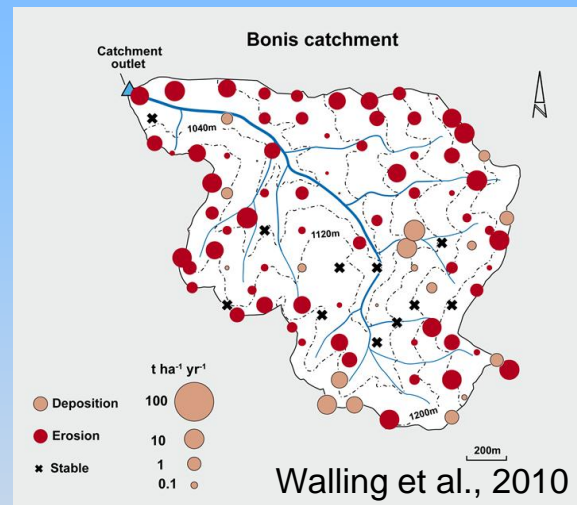 Bonis catchment
Catchment
outlet
N
1040m
1120m
1200m
t ha⁻¹ yr⁻¹
100
10
1
0.1
Deposition
Erosion
Stable
200m
Walling et al., 2010